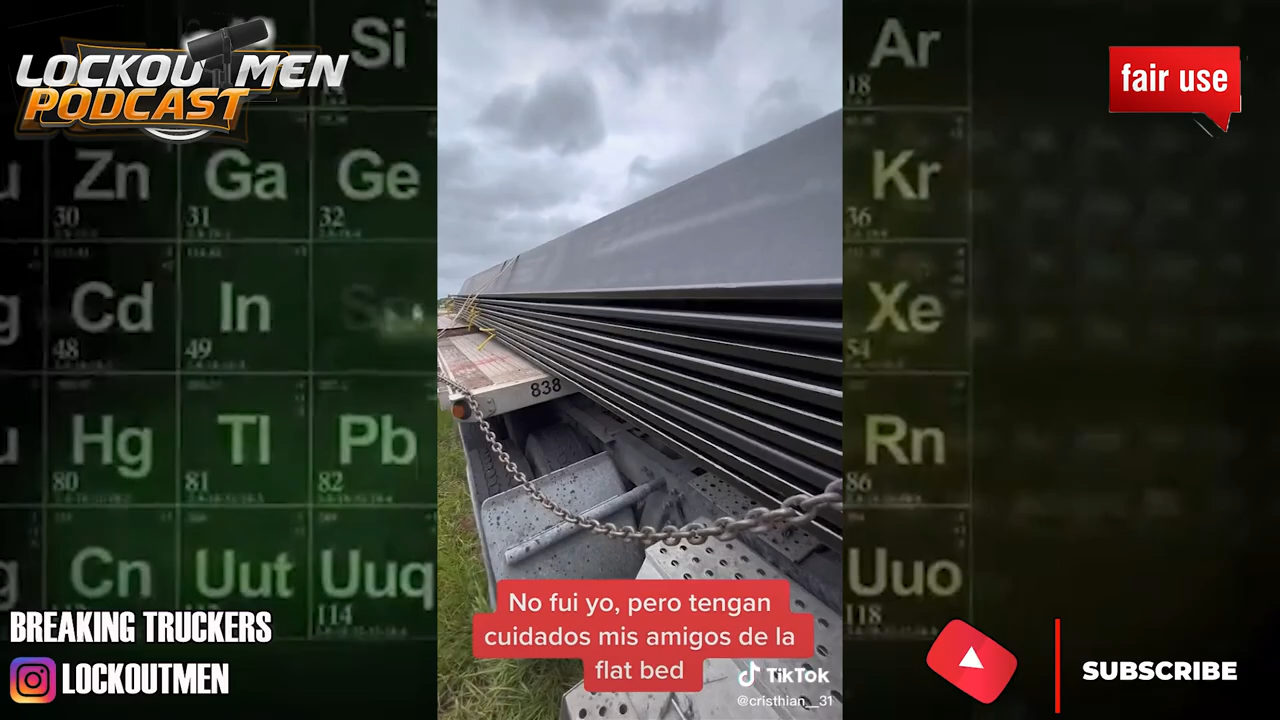 LOCKOUTMEN
PODCAST
fair use
Si
Ar
18
Zn
30
Ga
31
Ge
32
Kr
36
Cd
48
In
49
Xe
54
838
Hg
80
Tl
81
Pb
82
Rn
86
Cn
Uut
Uuq
114
Uuo
118
No fui yo, pero tengan
cuidados mis amigos de la
flat bed
TikTok
@cristhian__31
BREAKING TRUCKERS
LOCKOUTMEN
SUBSCRIBE